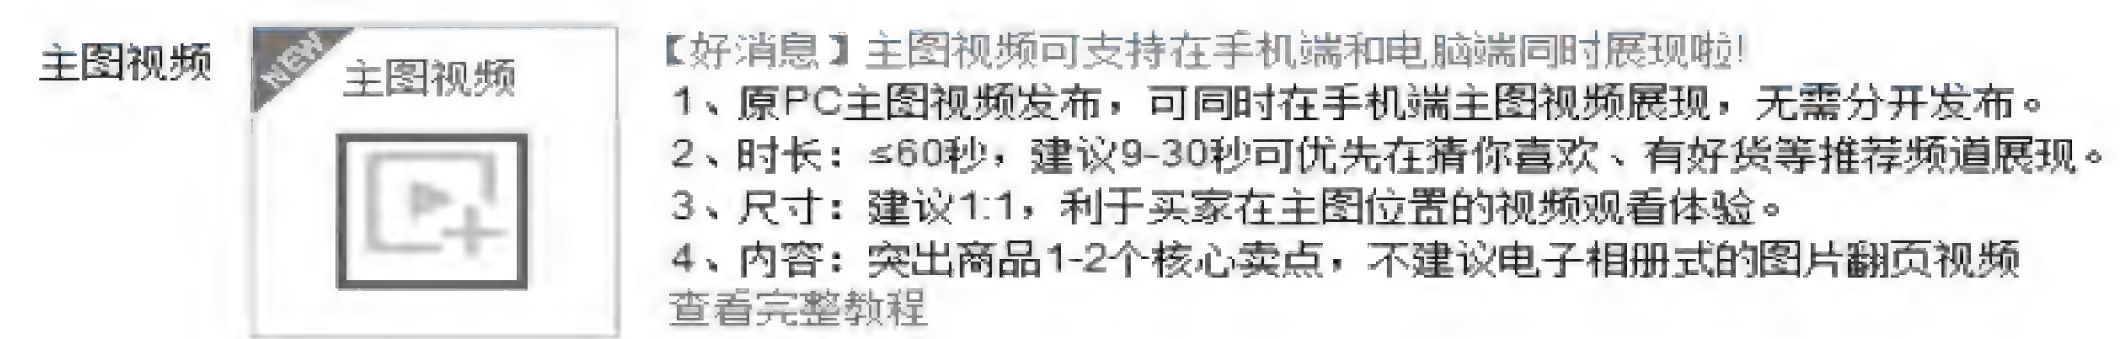 主图视频
NEW
主图视频
【好消息】主图视频可支持在手机端和电脑端同时展现啦!
1、原PC主图视频发布，可同时在手机端主图视频展现，无需分开发布。
2、时长：≤60秒，建议9-30秒可优先在猜你喜欢、有好货等推荐频道展现。
3、尺寸：建议1:1，利于买家在主图位置的视频观看体验。
4、内容：突出商品1-2个核心卖点，不建议电子相册式的图片翻页视频
查看完整教程